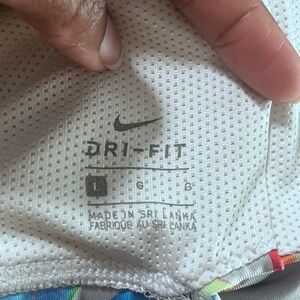 DRI-FIT
L G G
MADE IN SRI LANKA
FABRIQUÉ AU SRI LANKA